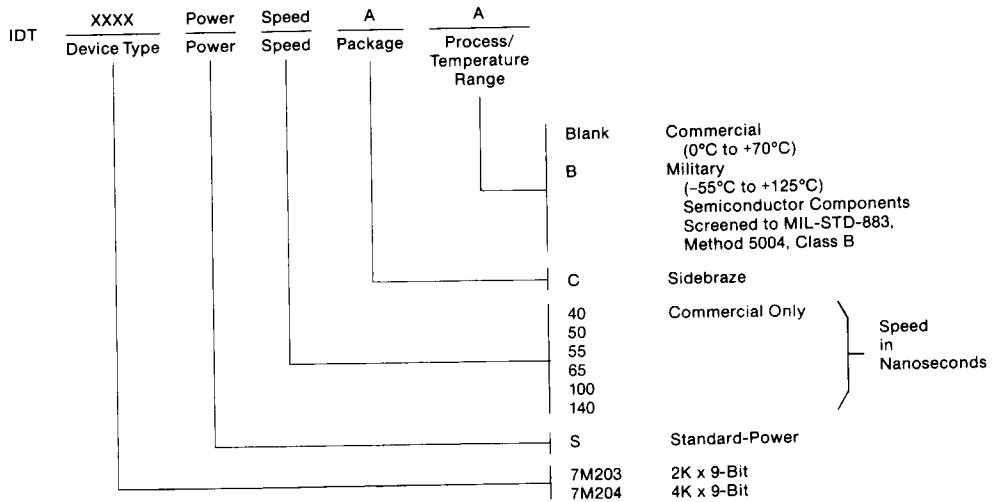 IDT XXXX Power Speed A A
Device Type Power Speed Package Process/
Temperature
Range
Blank Commercial
(0°C to +70°C)
B Military
(–55°C to +125°C)
Semiconductor Components
Screened to MIL-STD-883,
Method 5004, Class B
C Sidebraze
40 Commercial Only
50
55
65
100
140
Speed
in
Nanoseconds
S Standard-Power
7M203 2K x 9-Bit
7M204 4K x 9-Bit